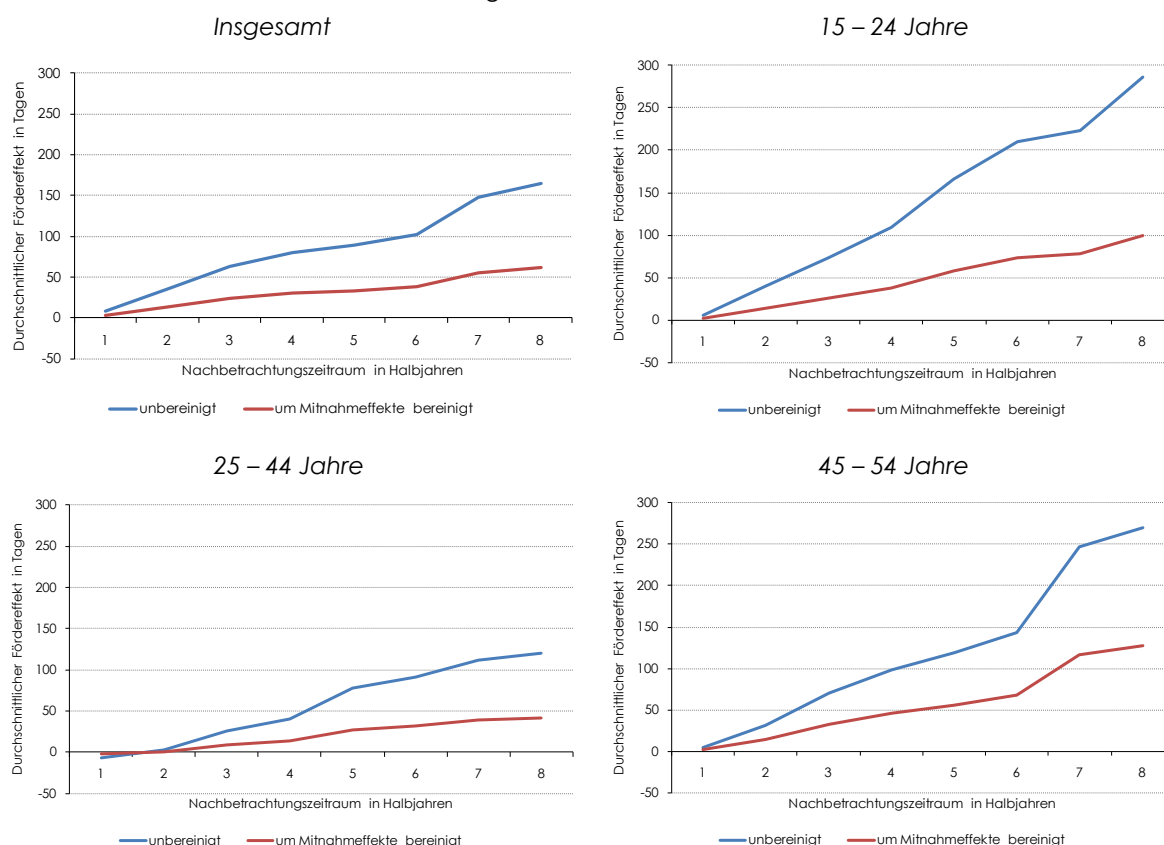 Insgesamt
Durchschnittlicher Fördereffekt in Tagen
300
250
200
150
100
50
0
-50
1 2 3 4 5 6 7 8
Nachbetrachtungszeitraum in Halbjahren
unbereinigt um Mitnahmeffekte bereinigt
15 – 24 Jahre
Durchschnittlicher Fördereffekt in Tagen
300
250
200
150
100
50
0
-50
1 2 3 4 5 6 7 8
Nachbetrachtungszeitraum in Halbjahren
unbereinigt um Mitnahmeffekte bereinigt
25 – 44 Jahre
Durchschnittlicher Fördereffekt in Tagen
300
250
200
150
100
50
0
-50
1 2 3 4 5 6 7 8
Nachbetrachtungszeitraum in Halbjahren
unbereinigt um Mitnahmeffekte bereinigt
45 – 54 Jahre
Durchschnittlicher Fördereffekt in Tagen
300
250
200
150
100
50
0
-50
1 2 3 4 5 6 7 8
Nachbetrachtungszeitraum in Halbjahren
unbereinigt um Mitnahmeffekte bereinigt